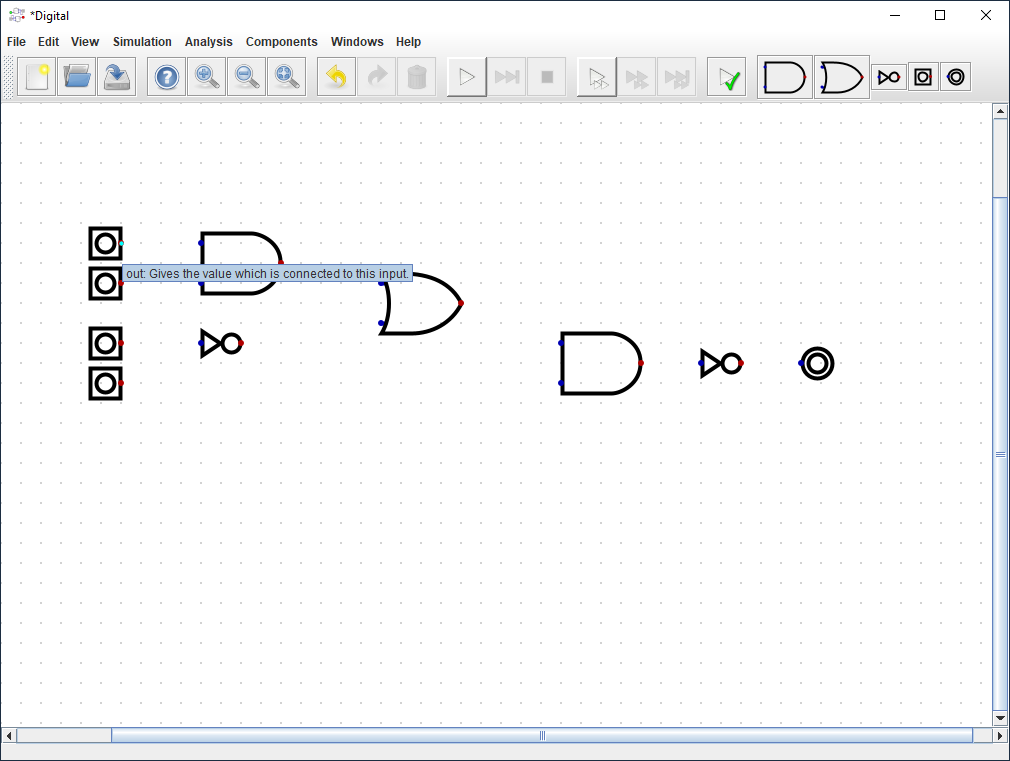 *Digital
File Edit View Simulation Analysis Components Windows Help
out: Gives the value which is connected to this input.